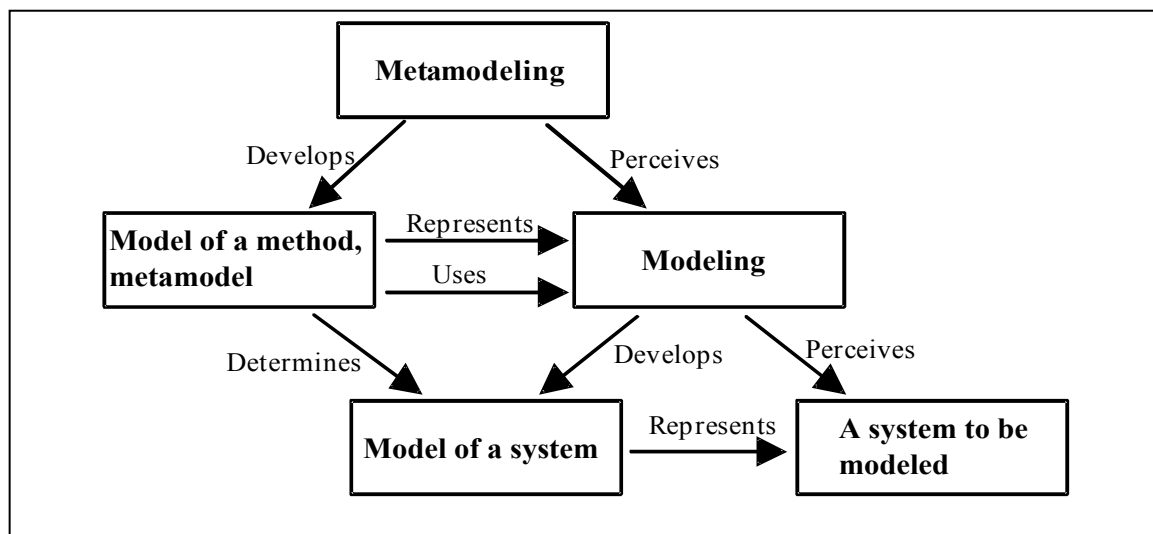 Metamodeling
Develops
Perceives
Model of a method,
metamodel
Represents
Uses
Modeling
Determines
Develops
Perceives
Model of a system
Represents
A system to be
modeled